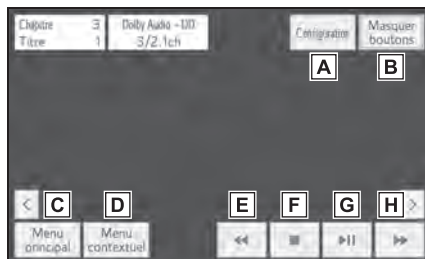 Chapitre 3
Titre 1
Dolby Audio - DD
3/2.1ch
Configuration
Masquer boutons
A
B
<
C
D
E
F
G
H
>
Menu principal
Menu contextuel